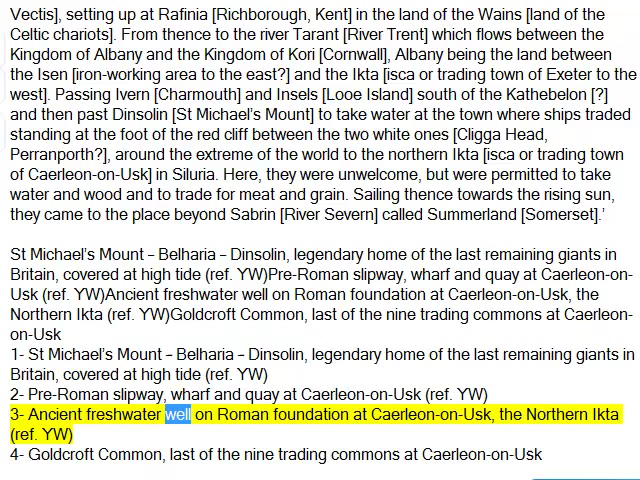 Vectis], setting up at Rafinia [Richborough, Kent] in the land of the Wains [land of the
Celtic chariots]. From thence to the river Tarant [River Trent] which flows between the
Kingdom of Albany and the Kingdom of Kori [Cornwall], Albany being the land between
the Isen [iron-working area to the east?] and the Ikta [isca or trading town of Exeter to the
west]. Passing Ivern [Charmouth] and Insels [Looe Island] south of the Kathebelon [?]
and then past Dinsolin [St Michael’s Mount] to take water at the town where ships traded
standing at the foot of the red cliff between the two white ones [Cligga Head,
Perranporth?], around the extreme of the world to the northern Ikta [isca or trading town
of Caerleon-on-Usk] in Siluria. Here, they were unwelcome, but were permitted to take
water and wood and to trade for meat and grain. Sailing thence towards the rising sun,
they came to the place beyond Sabrin [River Severn] called Summerland [Somerset].’
St Michael’s Mount – Belharia – Dinsolin, legendary home of the last remaining giants in
Britain, covered at high tide (ref. YW)Pre-Roman slipway, wharf and quay at Caerleon-on-
Usk (ref. YW)Ancient freshwater well on Roman foundation at Caerleon-on-Usk, the
Northern Ikta (ref. YW)Goldcroft Common, last of the nine trading commons at Caerleon-
on-Usk
1- St Michael’s Mount – Belharia – Dinsolin, legendary home of the last remaining giants in
Britain, covered at high tide (ref. YW)
2- Pre-Roman slipway, wharf and quay at Caerleon-on-Usk (ref. YW)
3- Ancient freshwater well on Roman foundation at Caerleon-on-Usk, the Northern Ikta
(ref. YW)
4- Goldcroft Common, last of the nine trading commons at Caerleon-on-Usk